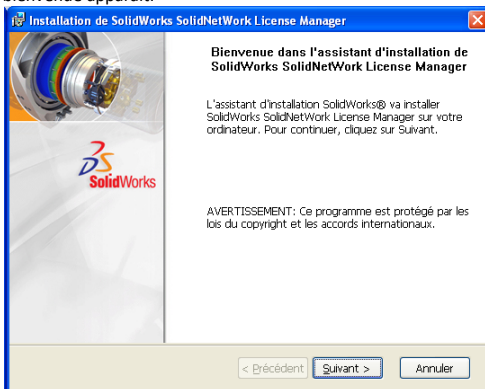 bienvenue apparaît.
Installation de SolidWorks SolidNetWork License Manager
Bienvenue dans l'assistant d'installation de
SolidWorks SolidNetWork License Manager
L'assistant d'installation SolidWorks® va installer
SolidWorks SolidNetWork License Manager sur votre
ordinateur. Pour continuer, cliquez sur Suivant.
SolidWorks
AVERTISSEMENT: Ce programme est protégé par les
lois du copyright et les accords internationaux.
< Précédent Suivant > Annuler